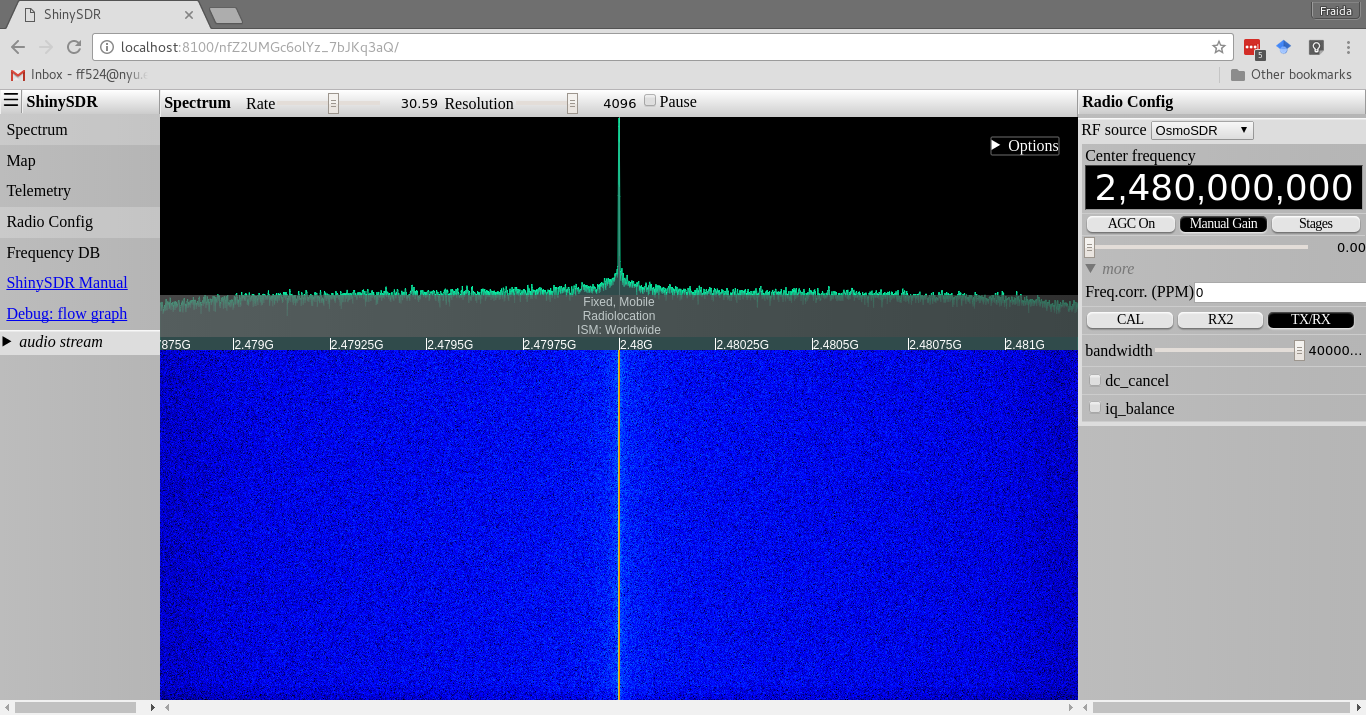 ShinySDR
Fraida
localhost:8100/nfZ2UMGc6olYz_7bJKq3aQ/
5
Inbox - ff524@nyu.e
Other bookmarks
ShinySDR
Spectrum
Map
Telemetry
Radio Config
Frequency DB
ShinySDR Manual
Debug: flow graph
audio stream
Spectrum Rate 30.59 Resolution 4096 Pause
Options
Fixed, Mobile
Radiolocation
ISM: Worldwide
'875G 2.479G 2.47925G 2.4795G 2.47975G 2.48G 2.48025G 2.4805G 2.48075G 2.481G
Radio Config
RF source OsmoSDR
Center frequency
2,480,000,000
AGC On Manual Gain Stages
0.00
more
Freq.corr. (PPM) 0
CAL RX2 TX/RX
bandwidth 40000...
dc_cancel
iq_balance